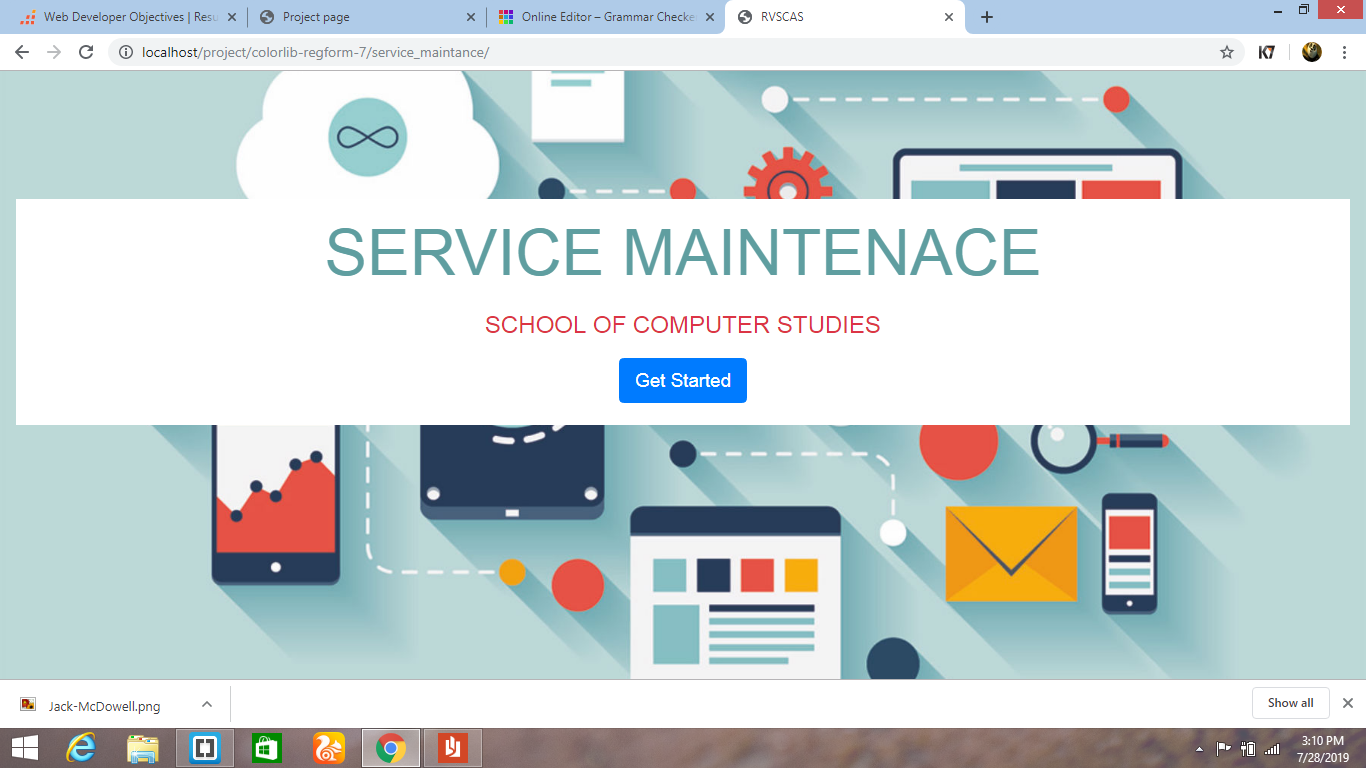 Web Developer Objectives | Resu
Project page
Online Editor – Grammar Checke
RVSCAS
localhost/project/colorlib-regform-7/service_maintance/
K7
SERVICE MAINTENACE
SCHOOL OF COMPUTER STUDIES
Get Started
Jack-McDowell.png
Show all
3:10 PM
7/28/2019